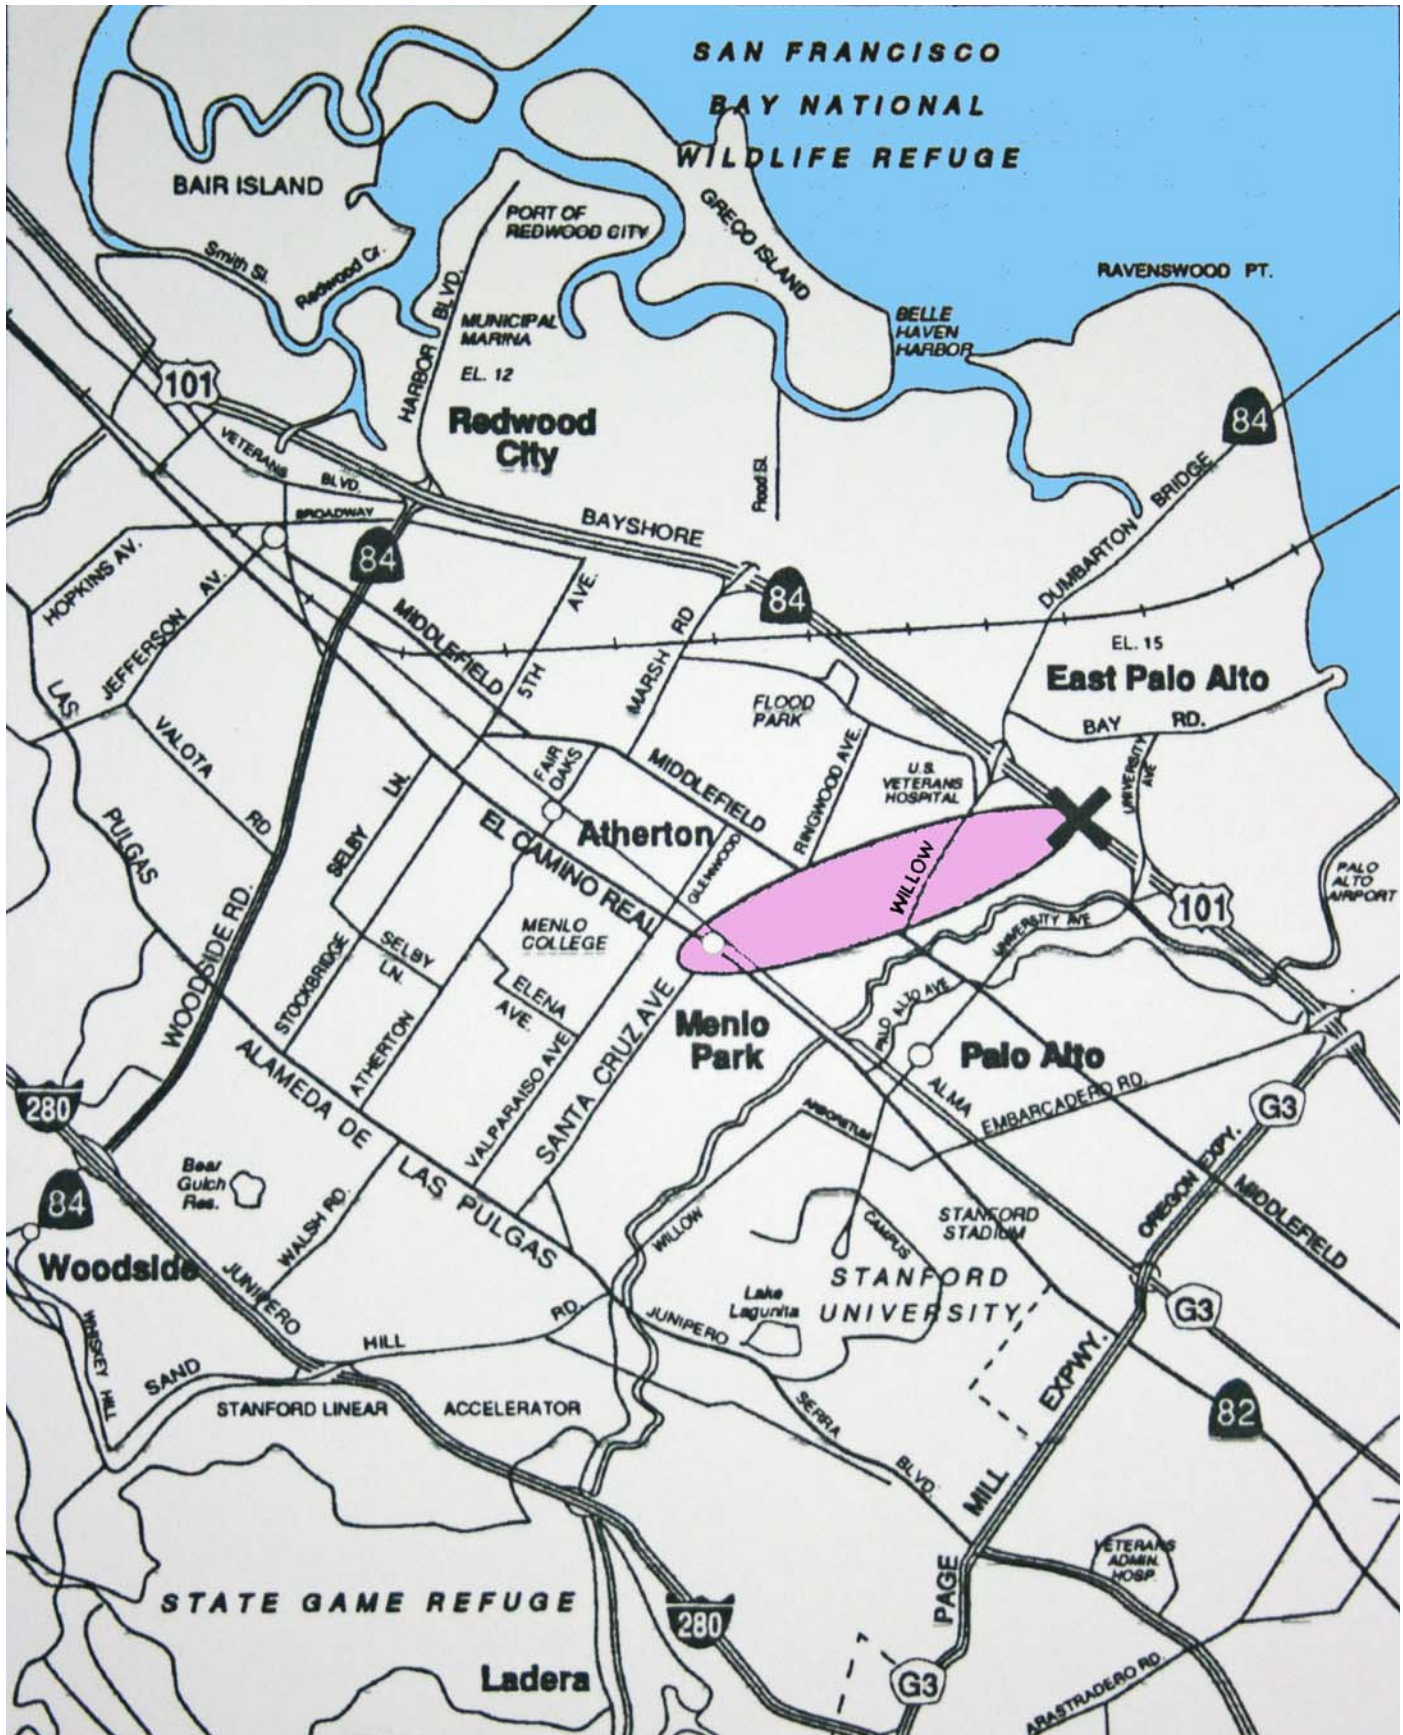 SAN FRANCISCO
BAY NATIONAL
WILDLIFE REFUGE
BAIR ISLAND
PORT OF
REDWOOD CITY
GRECO ISLAND
Smith Sl.
Redwood Cr.
RAVENSWOOD PT.
HARBOR BLVD.
MUNICIPAL
MARINA
EL. 12
BELLE
HAVEN
HARBOR
101
Redwood
City
84
VETERANS BLVD.
BROADWAY
Flood Sl.
BAYSHORE
DUMBARTON BRIDGE
84
84
HOPKINS AV.
JEFFERSON AV.
MIDDLEFIELD
5TH AVE.
MARSH RD
EL. 15
East Palo Alto
LAS PULGAS
VALOTA RD
FLOOD
PARK
BAY RD.
UNIVERSITY AVE
SELBY LN.
FAIR
OAKS
MIDDLEFIELD
RINGWOOD AVE.
U.S.
VETERANS
HOSPITAL
Atherton
EL CAMINO REAL
GLENWOOD
WILLOW
PALO
ALTO
AIRPORT
WOODSIDE RD.
MENLO
COLLEGE
101
UNIVERSITY AVE
STOCKBRIDGE
SELBY
LN.
ELENA
AVE.
PALO ALTO AVE
Menlo
Park
Palo Alto
ATHERTON
VALPARAISO AVE
SANTA CRUZ AVE
ALAMEDA DE LAS PULGAS
ALMA
EMBARCADERO RD.
280
G3
ARBORETUM
Bear
Gulch
Res.
84
WALSH RD.
WILLOW
CAMPUS
STANFORD
STADIUM
OREGON EXPY.
MIDDLEFIELD
Woodside
JUNIPERO
STANFORD
UNIVERSITY
Lake
Lagunita
G3
WHISKEY HILL
SAND HILL RD.
JUNIPERO SERRA BLVD.
STANFORD LINEAR ACCELERATOR
82
PAGE MILL EXPWY.
VETERANS
ADMIN.
HOSP.
STATE GAME REFUGE
280
Ladera
G3
ARASTRADERO RD.